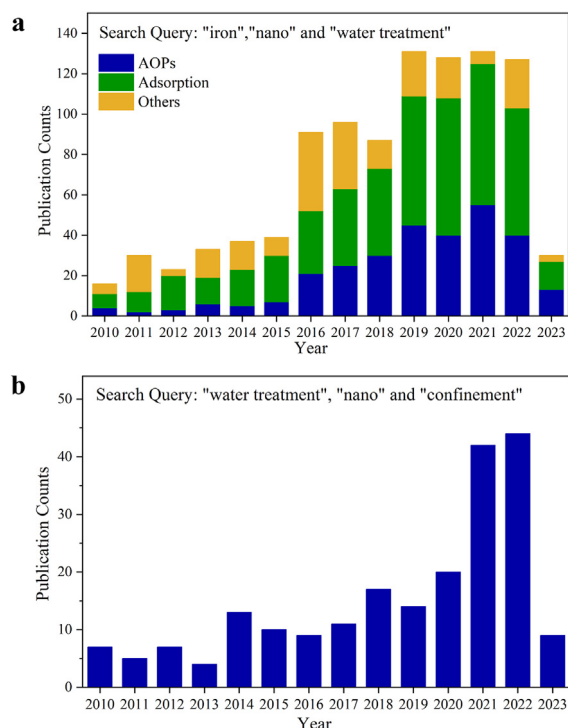 a
Search Query: "iron","nano" and "water treatment"
AOPs
Adsorption
Others
Publication Counts
140
120
100
80
60
40
20
0
2010 2011 2012 2013 2014 2015 2016 2017 2018 2019 2020 2021 2022 2023
Year
b
Search Query: "water treatment", "nano" and "confinement"
Publication Counts
50
40
30
20
10
0
2010 2011 2012 2013 2014 2015 2016 2017 2018 2019 2020 2021 2022 2023
Year